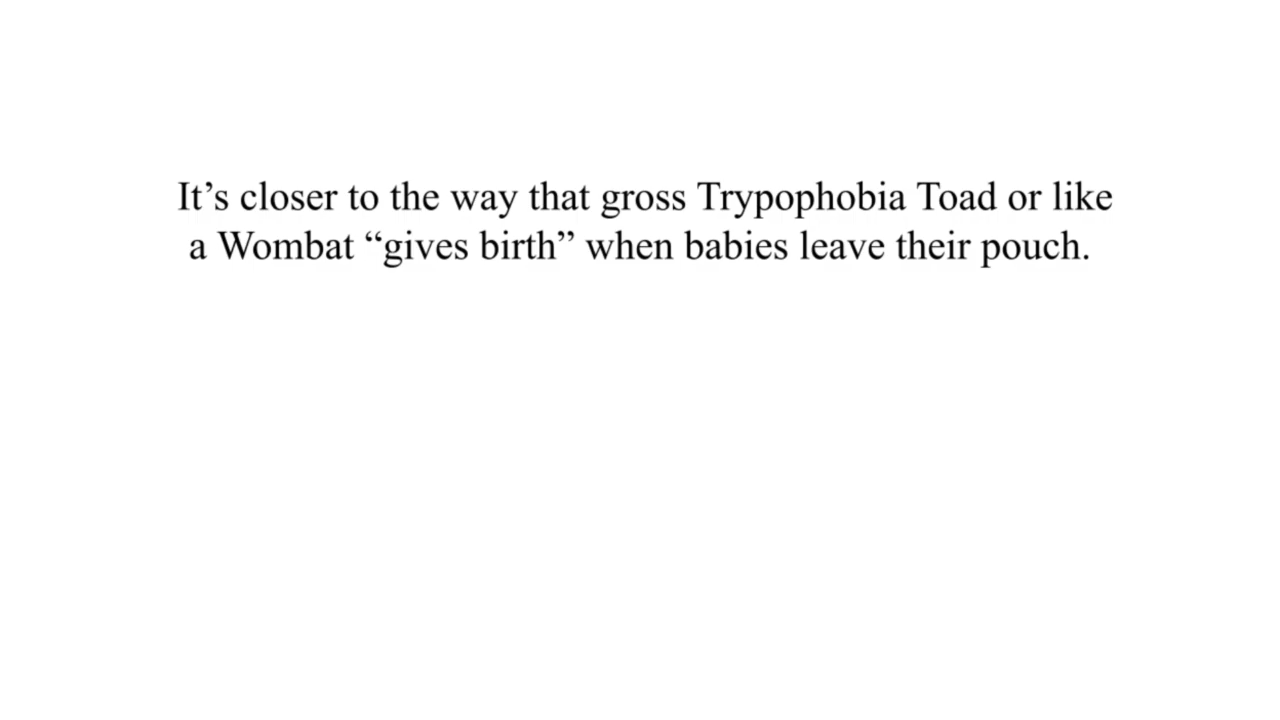 It’s closer to the way that gross Trypophobia Toad or like
a Wombat “gives birth” when babies leave their pouch.